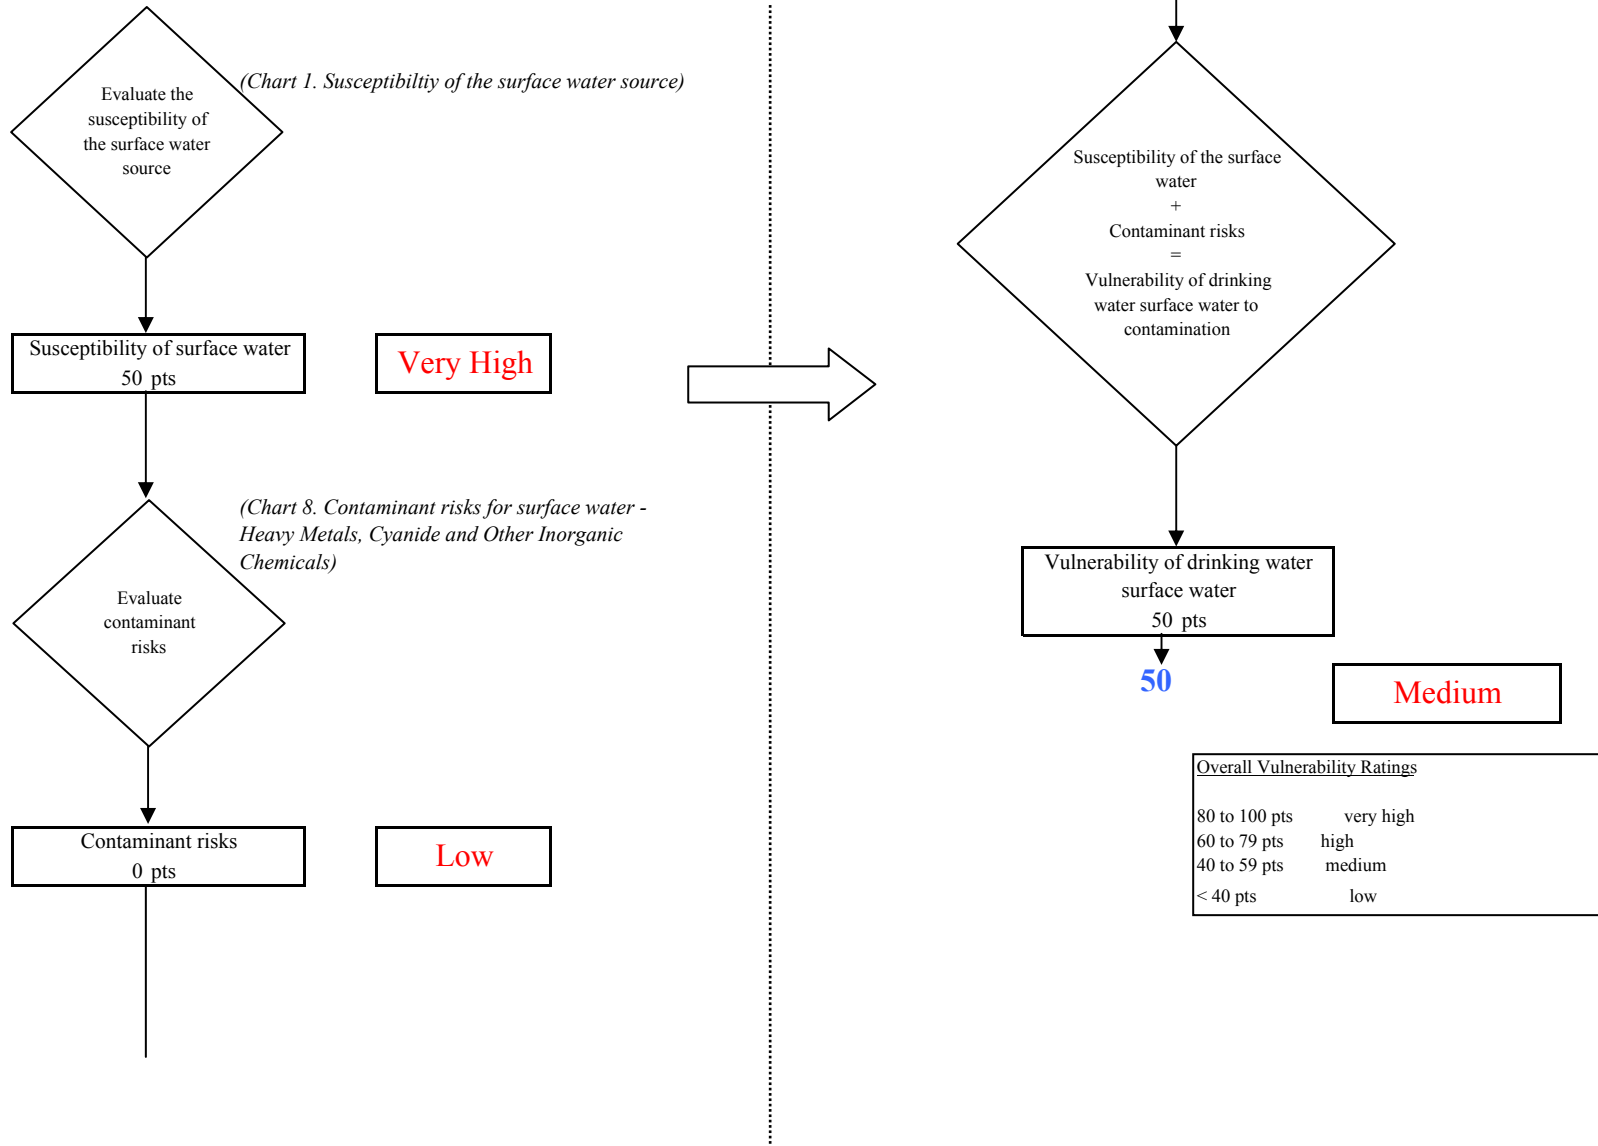 Evaluate the
susceptibility of
the surface water
source
(Chart 1. Susceptibiltiy of the surface water source)
Susceptibility of surface water
50 pts
Very High
(Chart 8. Contaminant risks for surface water -
Heavy Metals, Cyanide and Other Inorganic
Chemicals)
Evaluate
contaminant
risks
Contaminant risks
0 pts
Low
Susceptibility of the surface
water
+
Contaminant risks
=
Vulnerability of drinking
water surface water to
contamination
Vulnerability of drinking water
surface water
50 pts
50
Medium
Overall Vulnerability Ratings
80 to 100 pts very high
60 to 79 pts high
40 to 59 pts medium
< 40 pts low